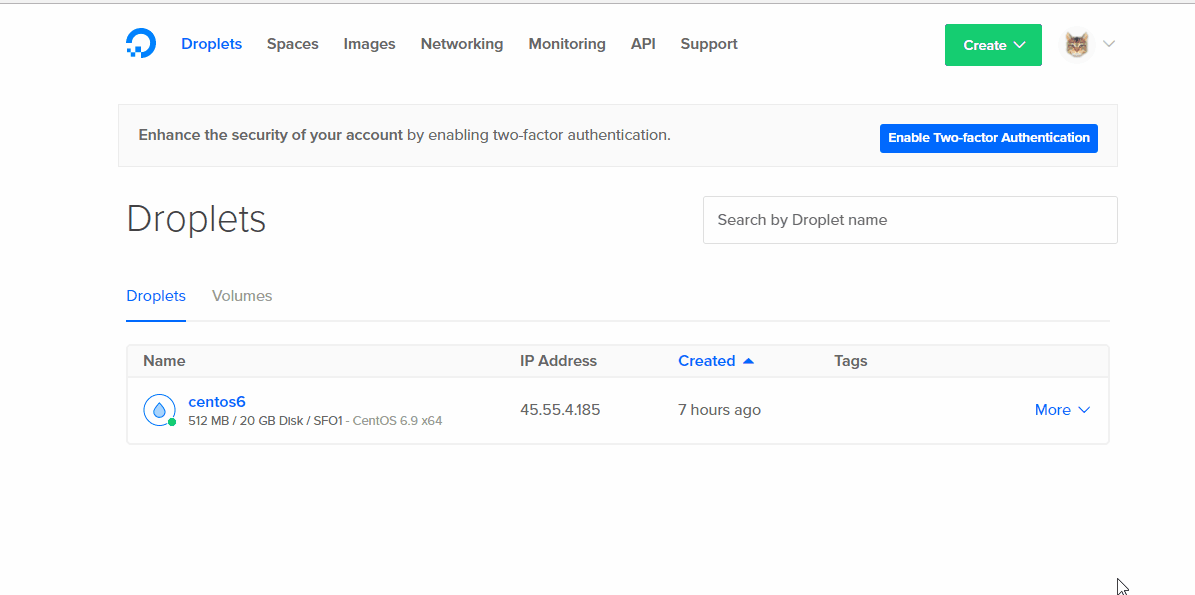 Droplets Spaces Images Networking Monitoring API Support Create
Enhance the security of your account by enabling two-factor authentication. Enable Two-factor Authentication
Droplets Search by Droplet name
Droplets Volumes
Name IP Address Created Tags
centos6 45.55.4.185 7 hours ago More
512 MB / 20 GB Disk / SFO1 - CentOS 6.9 x64